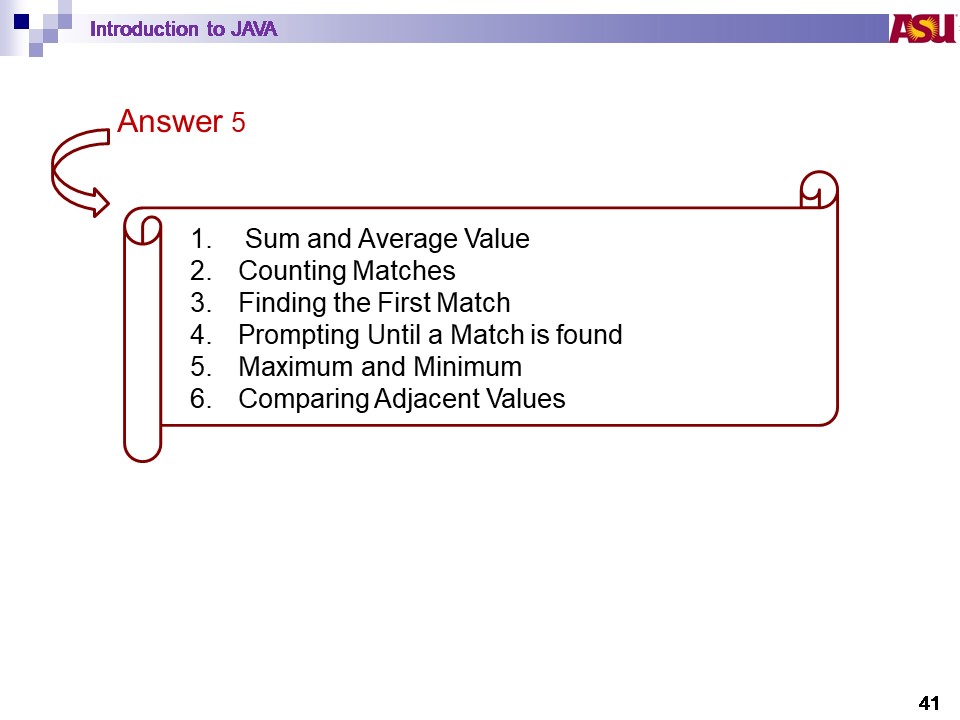 Introduction to JAVA
ASU
Answer 5
1. Sum and Average Value
2. Counting Matches
3. Finding the First Match
4. Prompting Until a Match is found
5. Maximum and Minimum
6. Comparing Adjacent Values
41